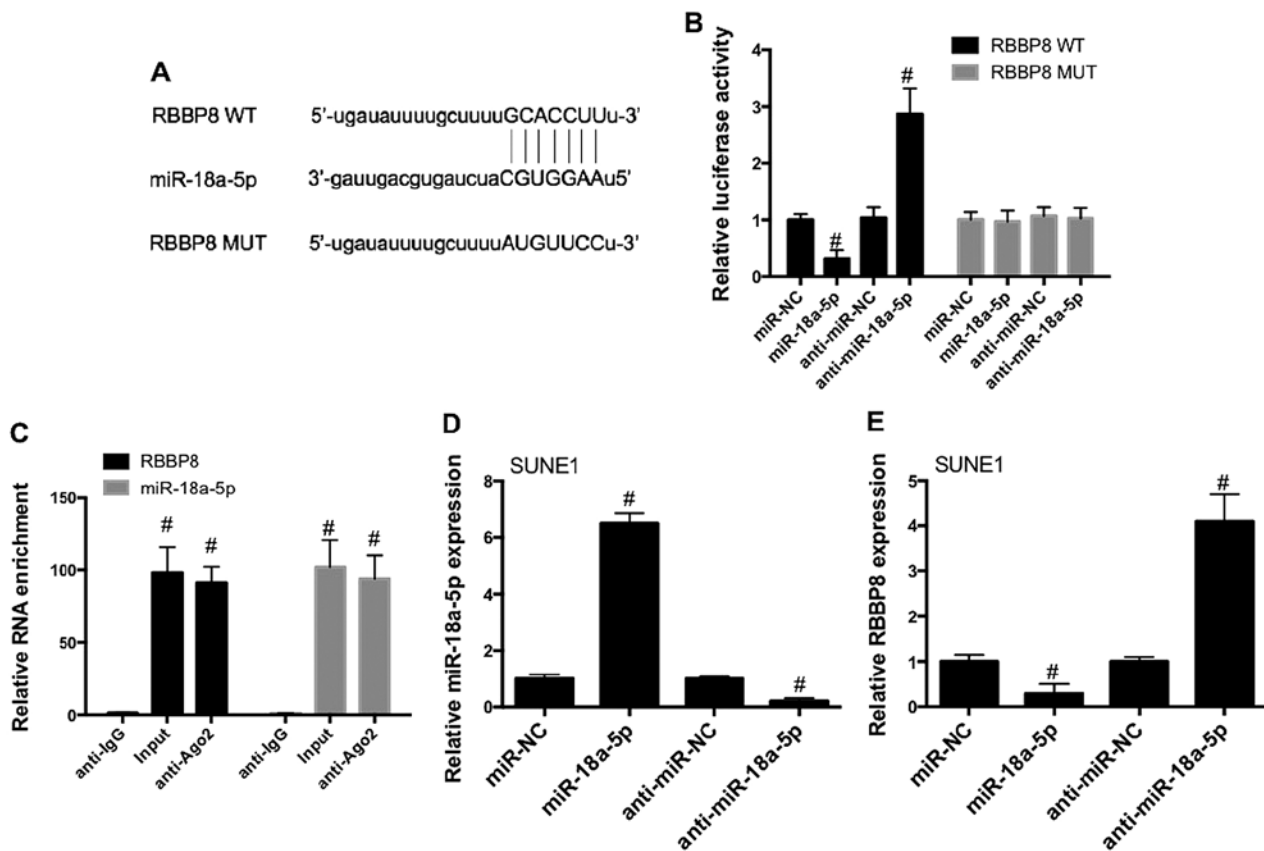 A
RBBP8 WT 5'-ugauauuuugcuuuuGCACCUUu-3'
miR-18a-5p 3'-gauugacgugaucuaCGUGGAAu5'
RBBP8 MUT 5'-ugauauuuugcuuuuAUGUUCCu-3'
B
RBBP8 WT
RBBP8 MUT
Relative luciferase activity
4
3
2
1
0
#
#
miR-NC
miR-18a-5p
anti-miR-NC
anti-miR-18a-5p
miR-NC
miR-18a-5p
anti-miR-NC
anti-miR-18a-5p
C
RBBP8
miR-18a-5p
Relative RNA enrichment
150
100
50
0
#
#
#
#
anti-IgG
Input
anti-Ago2
anti-IgG
Input
anti-Ago2
D
SUNE1
Relative miR-18a-5p expression
8
6
4
2
0
#
#
miR-NC
miR-18a-5p
anti-miR-NC
anti-miR-18a-5p
E
SUNE1
Relative RBBP8 expression
5
4
3
2
1
0
#
#
miR-NC
miR-18a-5p
anti-miR-NC
anti-miR-18a-5p